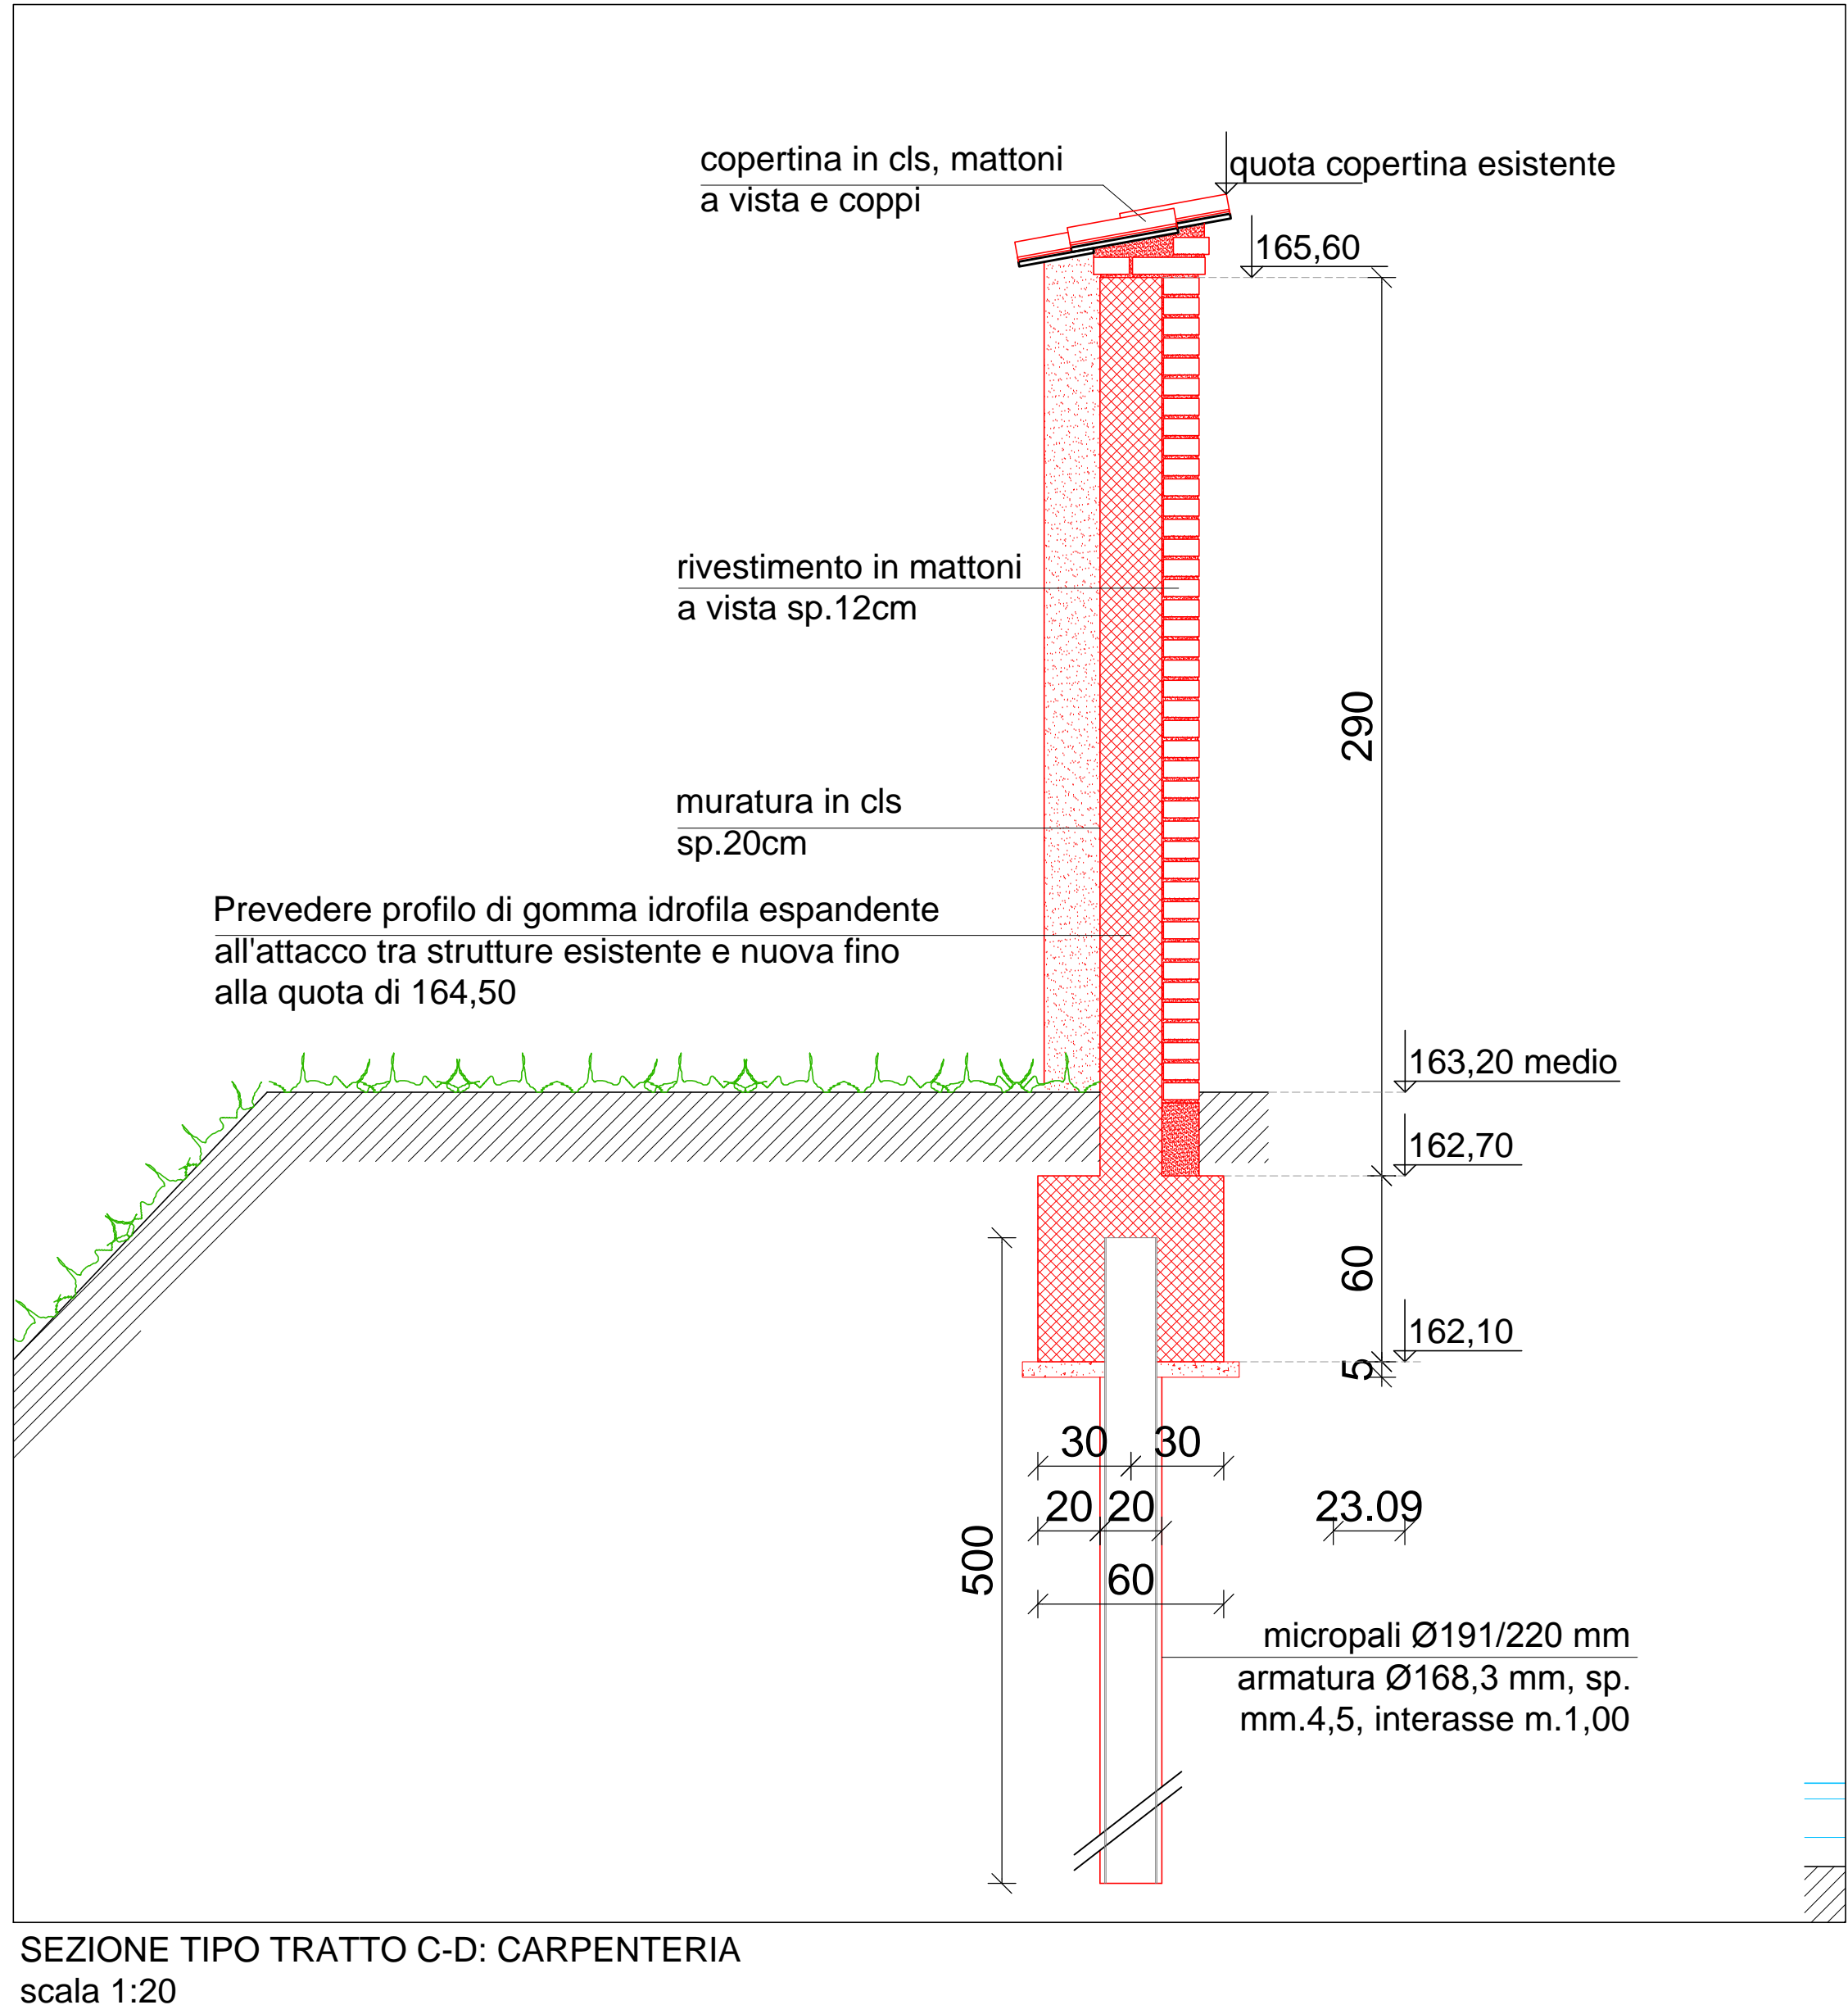 copertina in cls, mattoni
a vista e coppi
quota copertina esistente
165,60
rivestimento in mattoni
a vista sp.12cm
290
muratura in cls
sp.20cm
Prevedere profilo di gomma idrofila espandente
all'attacco tra strutture esistente e nuova fino
alla quota di 164,50
163,20 medio
162,70
60
162,10
5
30 30
20 20
23.09
500
60
micropali Ø191/220 mm
armatura Ø168,3 mm, sp.
mm.4,5, interasse m.1,00
SEZIONE TIPO TRATTO C-D: CARPENTERIA
scala 1:20